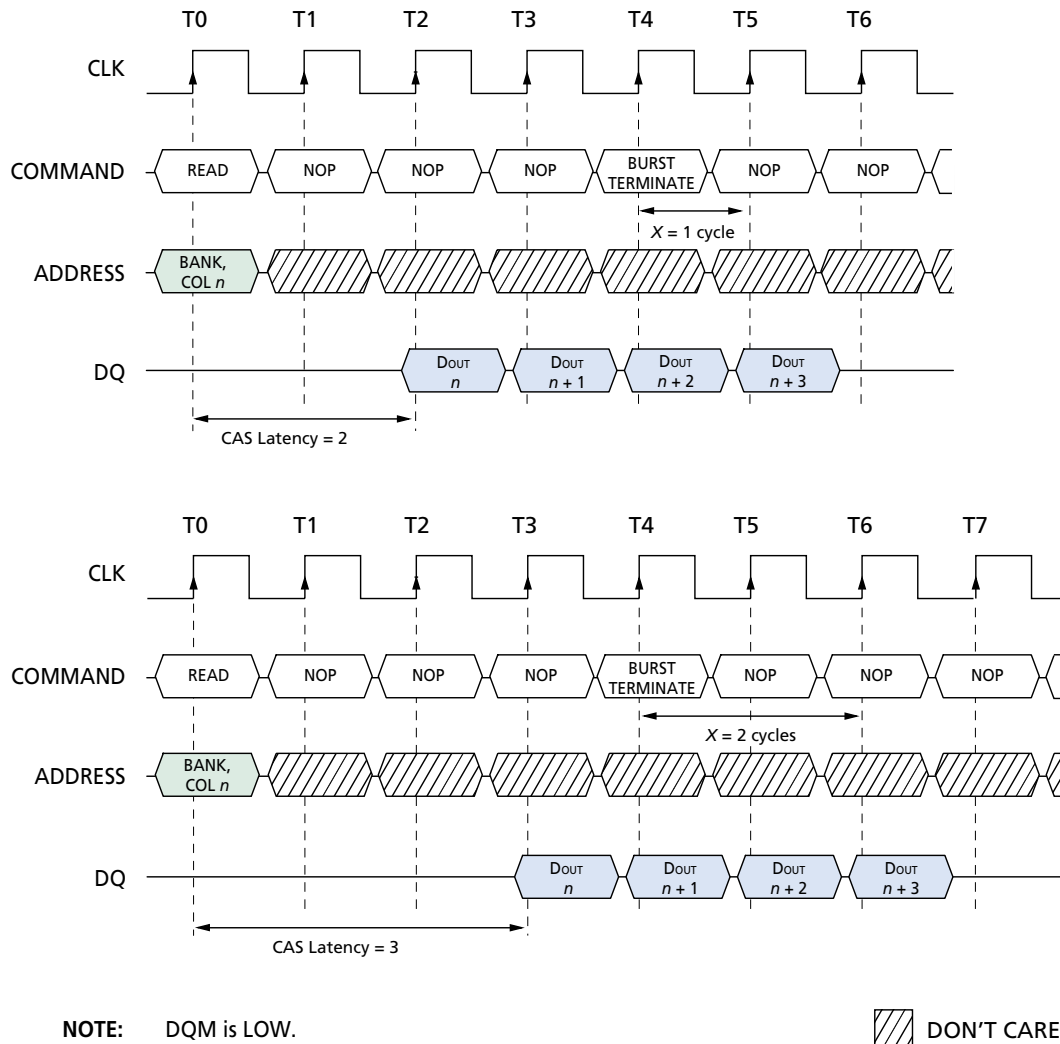 T0 T1 T2 T3 T4 T5 T6
CLK
COMMAND READ NOP NOP NOP BURST TERMINATE NOP NOP
X = 1 cycle
ADDRESS BANK, COL n
DQ DOUT n DOUT n + 1 DOUT n + 2 DOUT n + 3
CAS Latency = 2
T0 T1 T2 T3 T4 T5 T6 T7
CLK
COMMAND READ NOP NOP NOP BURST TERMINATE NOP NOP NOP
X = 2 cycles
ADDRESS BANK, COL n
DQ DOUT n DOUT n + 1 DOUT n + 2 DOUT n + 3
CAS Latency = 3
NOTE: DQM is LOW.
DON'T CARE